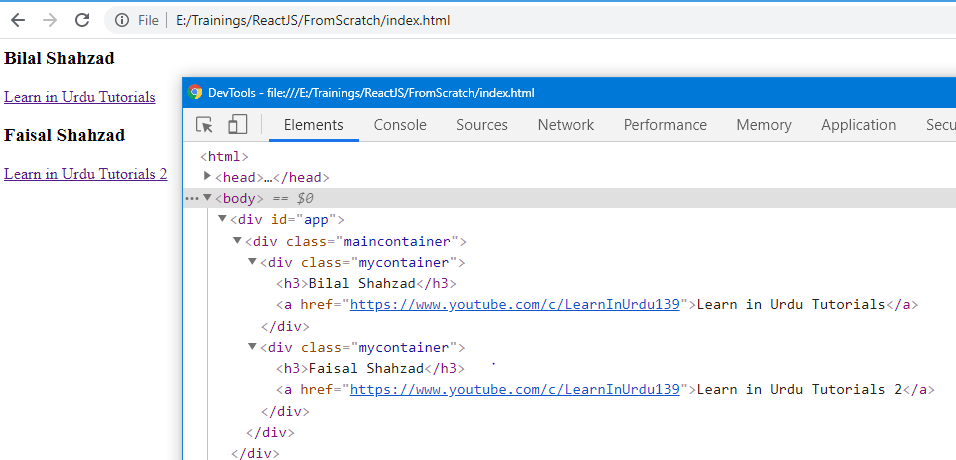 File | E:/Trainings/ReactJS/FromScratch/index.html
Bilal Shahzad
Learn in Urdu Tutorials
Faisal Shahzad
Learn in Urdu Tutorials 2
DevTools - file:///E:/Trainings/ReactJS/FromScratch/index.html
Elements Console Sources Network Performance Memory Application Secu
<html>
<head>…</head>
<body> == $0
<div id="app">
<div class="maincontainer">
<div class="mycontainer">
<h3>Bilal Shahzad</h3>
<a href="https://www.youtube.com/c/LearnInUrdu139">Learn in Urdu Tutorials</a>
</div>
<div class="mycontainer">
<h3>Faisal Shahzad</h3>
<a href="https://www.youtube.com/c/LearnInUrdu139">Learn in Urdu Tutorials 2</a>
</div>
</div>
</div>